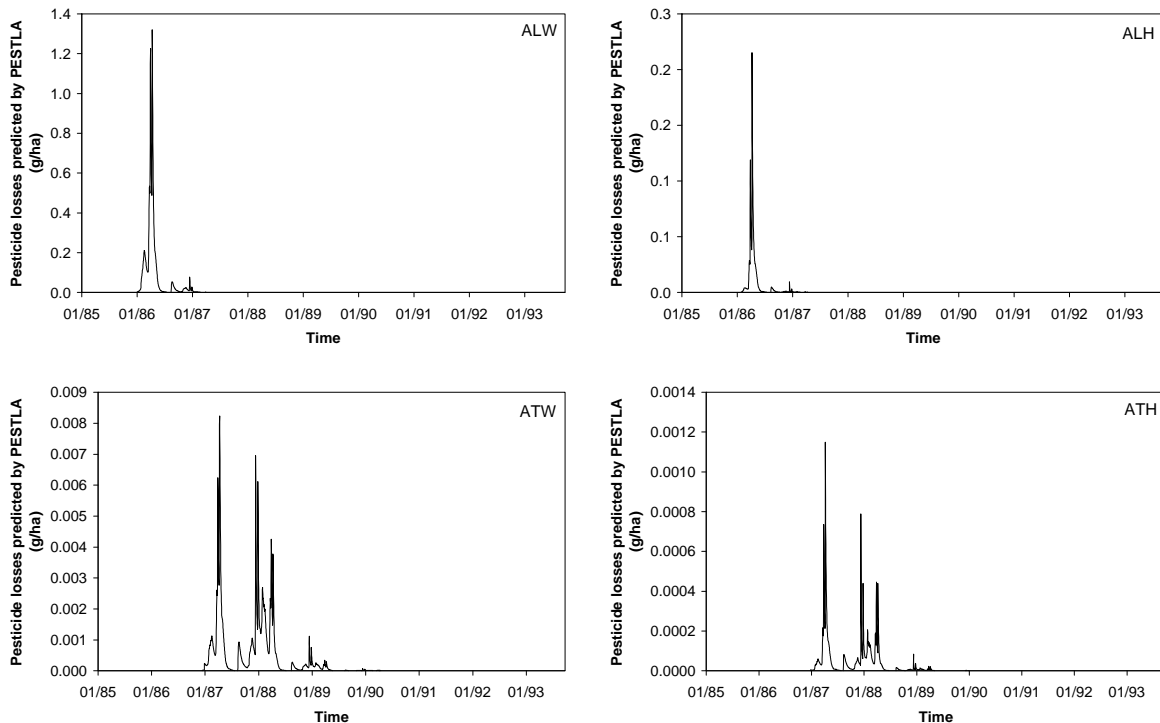 ALW
Pesticide losses predicted by PESTLA
(g/ha)
1.4
1.2
1.0
0.8
0.6
0.4
0.2
0.0
01/85 01/86 01/87 01/88 01/89 01/90 01/91 01/92 01/93
Time
ALH
Pesticide losses predicted by PESTLA
(g/ha)
0.3
0.2
0.2
0.1
0.1
0.0
01/85 01/86 01/87 01/88 01/89 01/90 01/91 01/92 01/93
Time
ATW
Pesticide losses predicted by PESTLA
(g/ha)
0.009
0.008
0.007
0.006
0.005
0.004
0.003
0.002
0.001
0.000
01/85 01/86 01/87 01/88 01/89 01/90 01/91 01/92 01/93
Time
ATH
Pesticide losses predicted by PESTLA
(g/ha)
0.0014
0.0012
0.0010
0.0008
0.0006
0.0004
0.0002
0.0000
01/85 01/86 01/87 01/88 01/89 01/90 01/91 01/92 01/93
Time